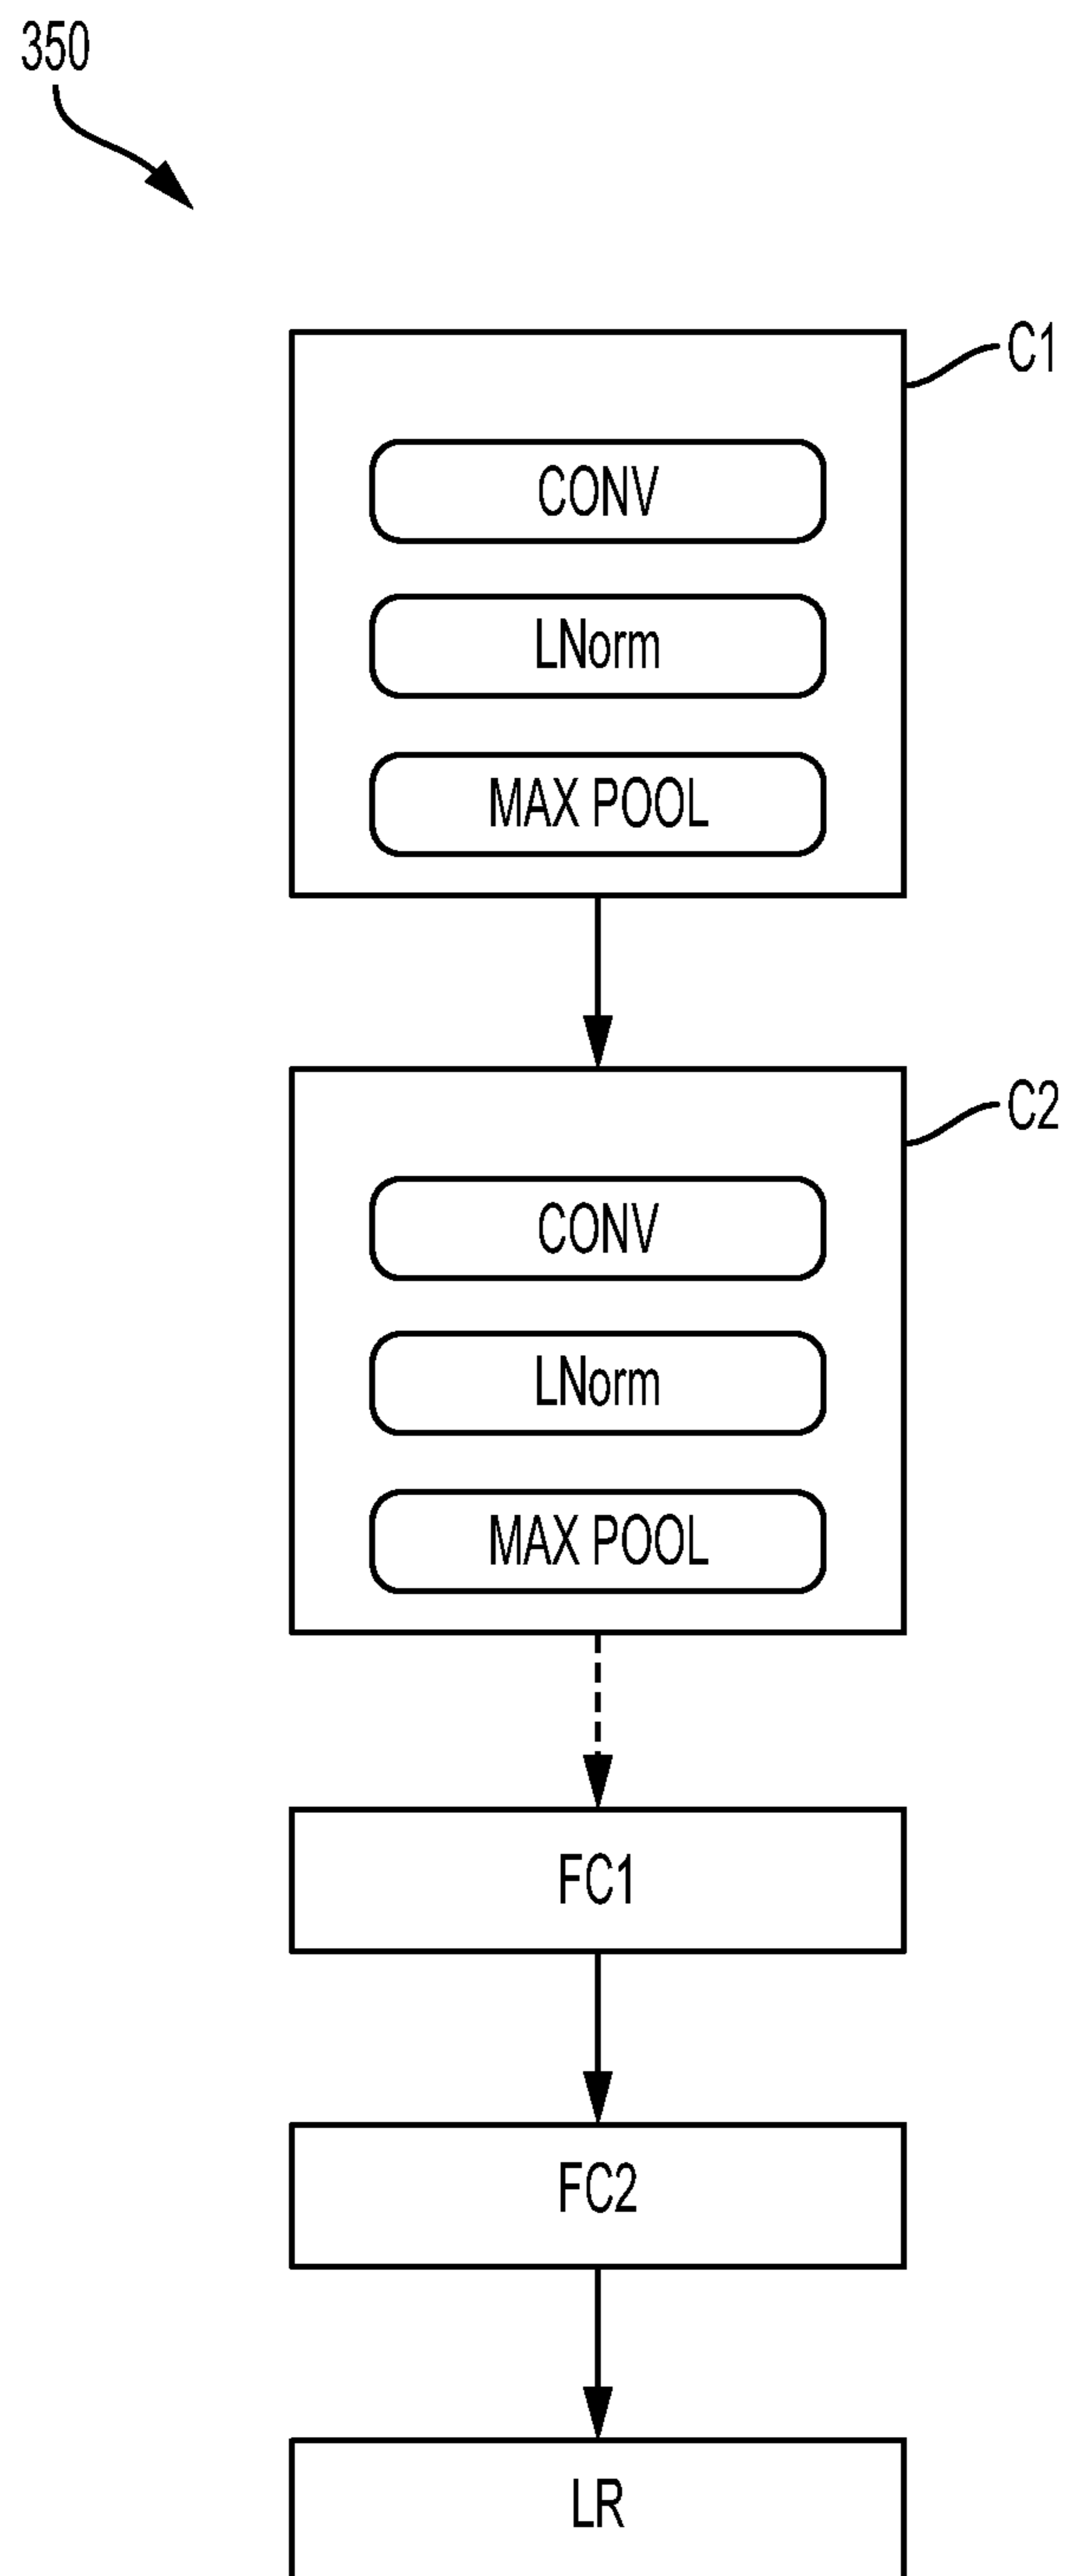 350
C1
CONV
LNorm
MAX POOL
C2
CONV
LNorm
MAX POOL
FC1
FC2
LR